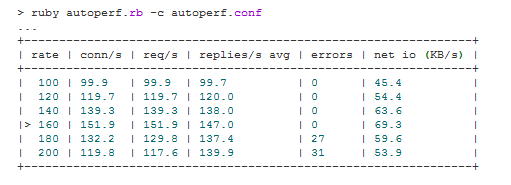 > ruby autoperf.rb -c autoperf.conf
...
+----------------------------------------------------------------+
| rate | conn/s | req/s | replies/s avg | errors | net io (KB/s) |
+----------------------------------------------------------------+
| 100 | 99.9 | 99.9 | 99.7 | 0 | 45.4
| 120 | 119.7 | 119.7 | 120.0 | 0 | 54.4
| 140 | 139.3 | 139.3 | 138.0 | 0 | 63.6
|> 160 | 151.9 | 151.9 | 147.0 | 0 | 69.3
| 180 | 132.2 | 129.8 | 137.4 | 27 | 59.6
| 200 | 119.8 | 117.6 | 139.9 | 31 | 53.9
+----------------------------------------------------------------+